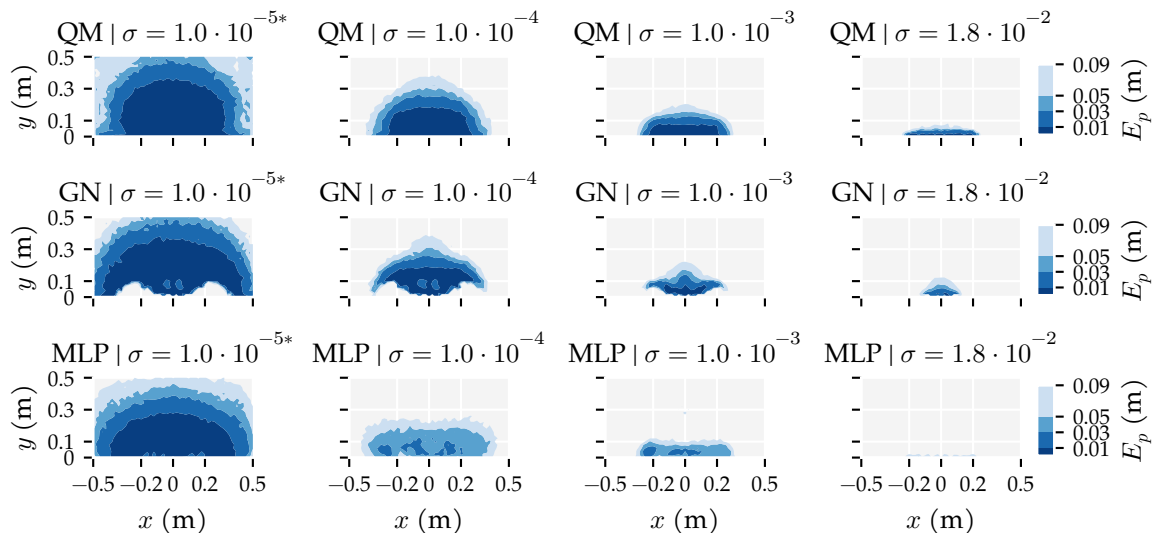 QM | σ = 1.0 · 10^{-5*} QM | σ = 1.0 · 10^{-4} QM | σ = 1.0 · 10^{-3} QM | σ = 1.8 · 10^{-2}
0.5
0.3
0.1
0
y (m)
0.09
0.05
0.03
0.01
E_p (m)
GN | σ = 1.0 · 10^{-5*} GN | σ = 1.0 · 10^{-4} GN | σ = 1.0 · 10^{-3} GN | σ = 1.8 · 10^{-2}
0.5
0.3
0.1
0
y (m)
0.09
0.05
0.03
0.01
E_p (m)
MLP | σ = 1.0 · 10^{-5*} MLP | σ = 1.0 · 10^{-4} MLP | σ = 1.0 · 10^{-3} MLP | σ = 1.8 · 10^{-2}
0.5
0.3
0.1
0
y (m)
0.09
0.05
0.03
0.01
E_p (m)
−0.5 −0.2 0 0.2 0.5 −0.5 −0.2 0 0.2 0.5 −0.5 −0.2 0 0.2 0.5 −0.5 −0.2 0 0.2 0.5
x (m) x (m) x (m) x (m)